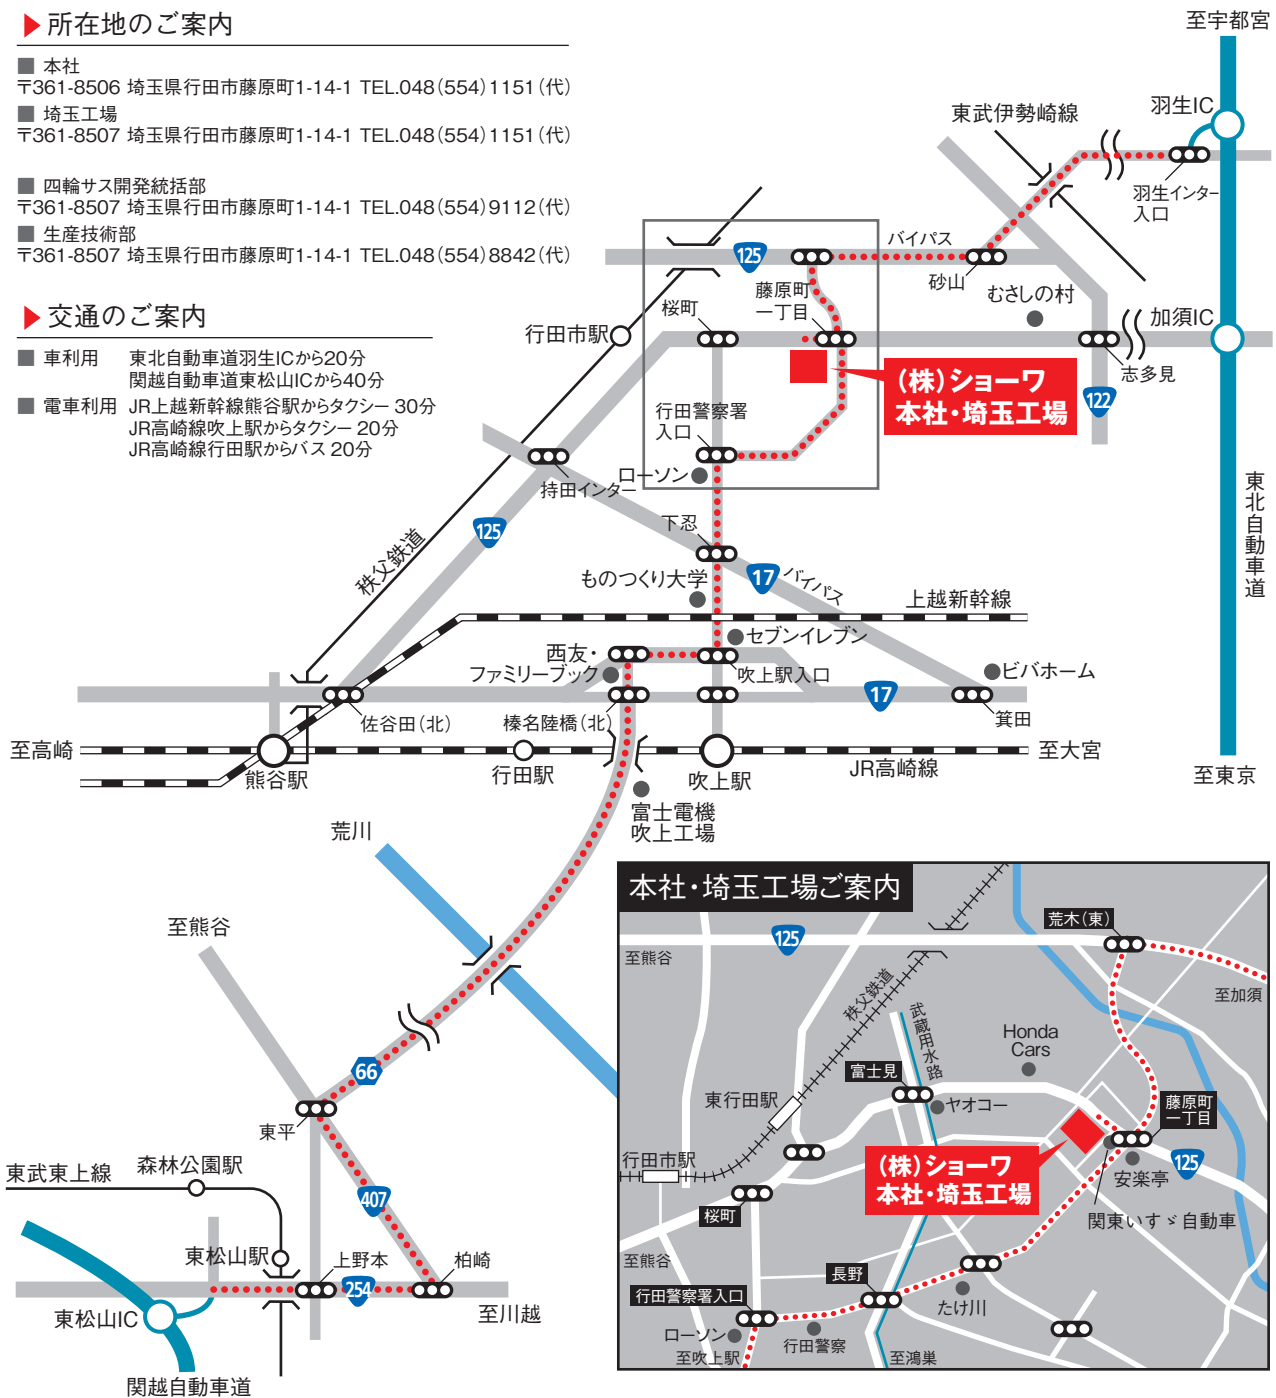 所在地のご案内
■ 本社
〒361-8506 埼玉県行田市藤原町1-14-1 TEL.048(554)1151(代)
■ 埼玉工場
〒361-8507 埼玉県行田市藤原町1-14-1 TEL.048(554)1151(代)
■ 四輪サス開発統括部
〒361-8507 埼玉県行田市藤原町1-14-1 TEL.048(554)9112(代)
■ 生産技術部
〒361-8507 埼玉県行田市藤原町1-14-1 TEL.048(554)8842(代)
交通のご案内
■ 車利用 東北自動車道羽生ICから20分
関越自動車道東松山ICから40分
■ 電車利用 JR上越新幹線熊谷駅からタクシー 30分
JR高崎線吹上駅からタクシー 20分
JR高崎線行田駅からバス 20分
至宇都宮
羽生IC
東武伊勢崎線
羽生インター
入口
バイパス
125
砂山
藤原町
一丁目
むさしの村
桜町
行田市駅
加須IC
志多見
122
(株)ショーワ
本社・埼玉工場
行田警察署
入口
ローソン
持田インター
東北自動車道
125
下忍
秩父鉄道
ものつくり大学
17
バイパス
上越新幹線
セブンイレブン
西友・
ファミリーブック
吹上駅入口
ビバホーム
17
佐谷田(北)
榛名陸橋(北)
箕田
至高崎
至大宮
熊谷駅
行田駅
吹上駅
JR高崎線
至東京
富士電機
吹上工場
荒川
至熊谷
66
東平
東武東上線
森林公園駅
407
東松山駅
上野本
柏崎
254
至川越
東松山IC
関越自動車道
本社・埼玉工場ご案内
荒木(東)
125
至熊谷
至加須
秩父鉄道
武蔵用水路
Honda
Cars
富士見
ヤオコー
東行田駅
藤原町
一丁目
行田市駅
(株)ショーワ
本社・埼玉工場
125
安楽亭
桜町
関東いすゞ自動車
至熊谷
長野
行田警察署入口
たけ川
ローソン
行田警察
至吹上駅
至鴻巣